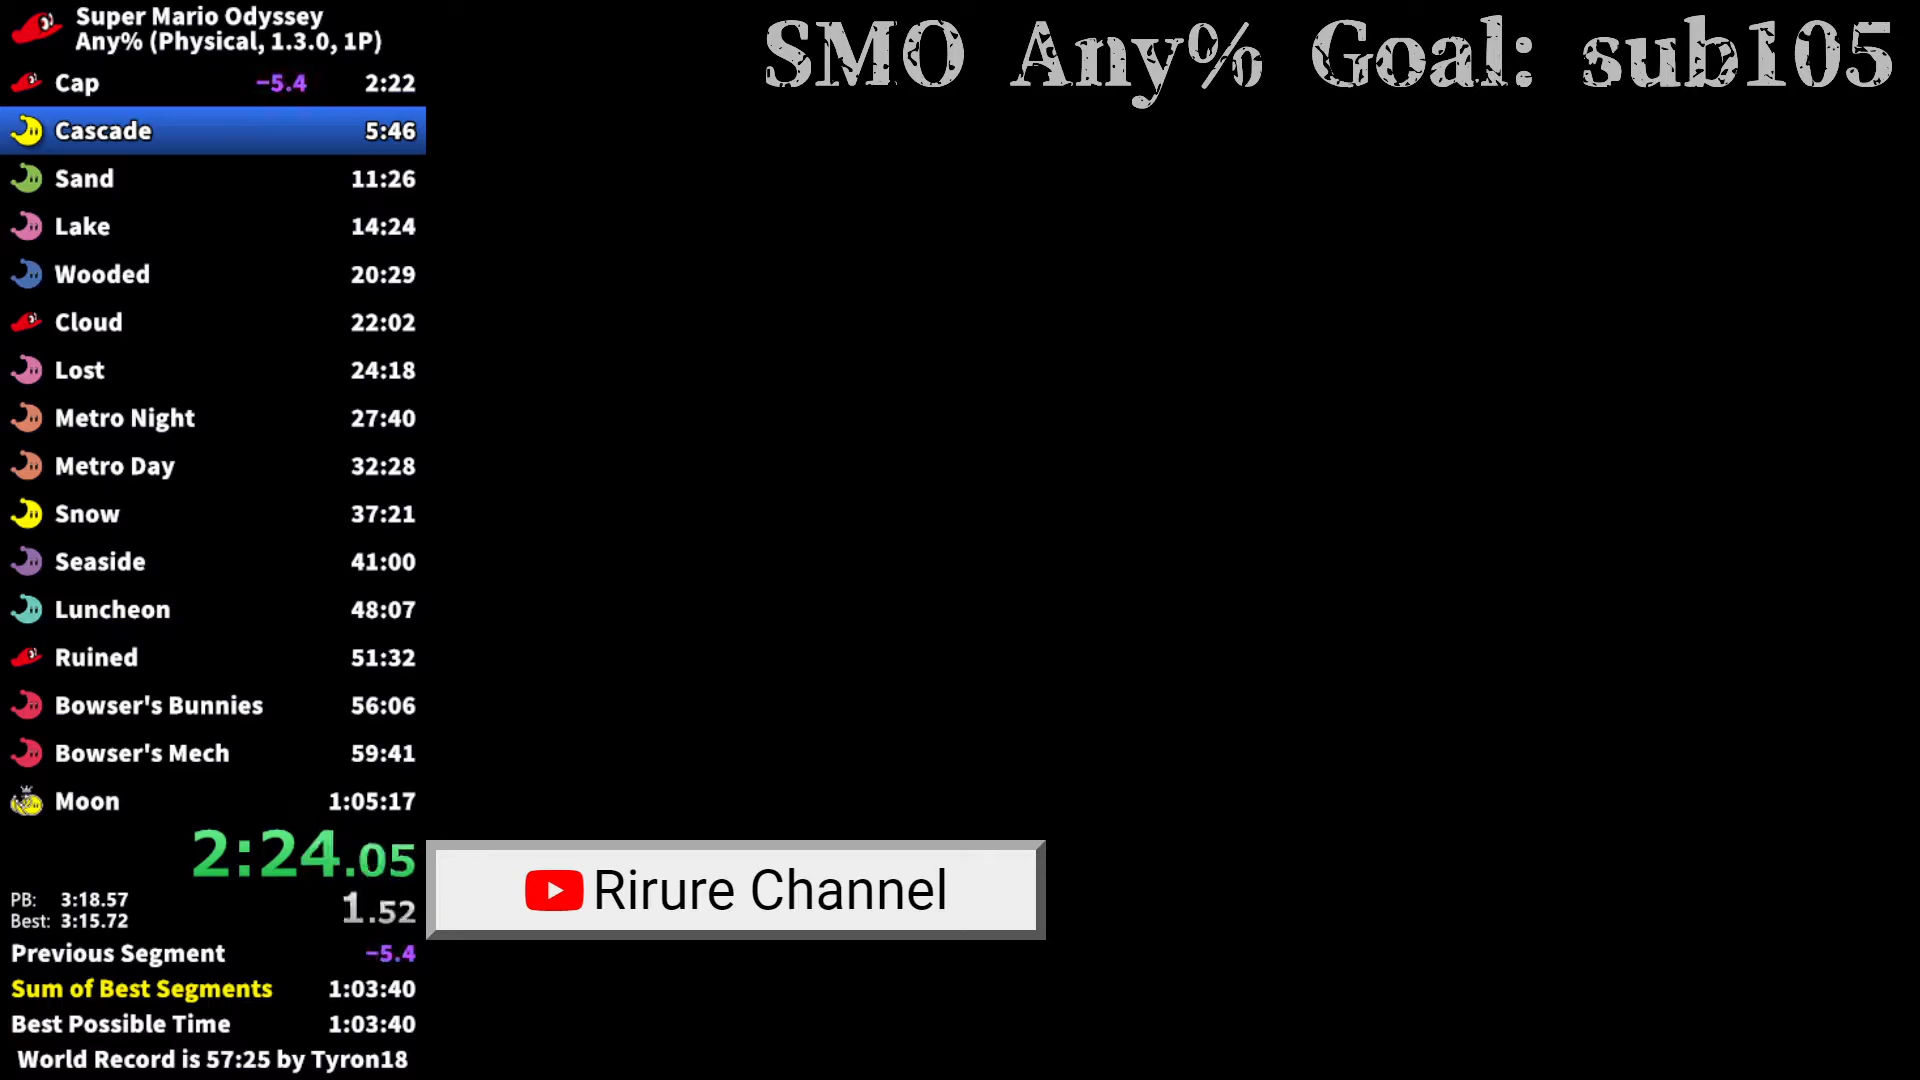 Super Mario Odyssey
Any% (Physical, 1.3.0, 1P)
SMO Any% Goal: sub105
Cap −5.4 2:22
Cascade 5:46
Sand 11:26
Lake 14:24
Wooded 20:29
Cloud 22:02
Lost 24:18
Metro Night 27:40
Metro Day 32:28
Snow 37:21
Seaside 41:00
Luncheon 48:07
Ruined 51:32
Bowser's Bunnies 56:06
Bowser's Mech 59:41
Moon 1:05:17
2:24.05
PB: 3:18.57
Best: 3:15.72
1.52
Rirure Channel
Previous Segment −5.4
Sum of Best Segments 1:03:40
Best Possible Time 1:03:40
World Record is 57:25 by Tyron18